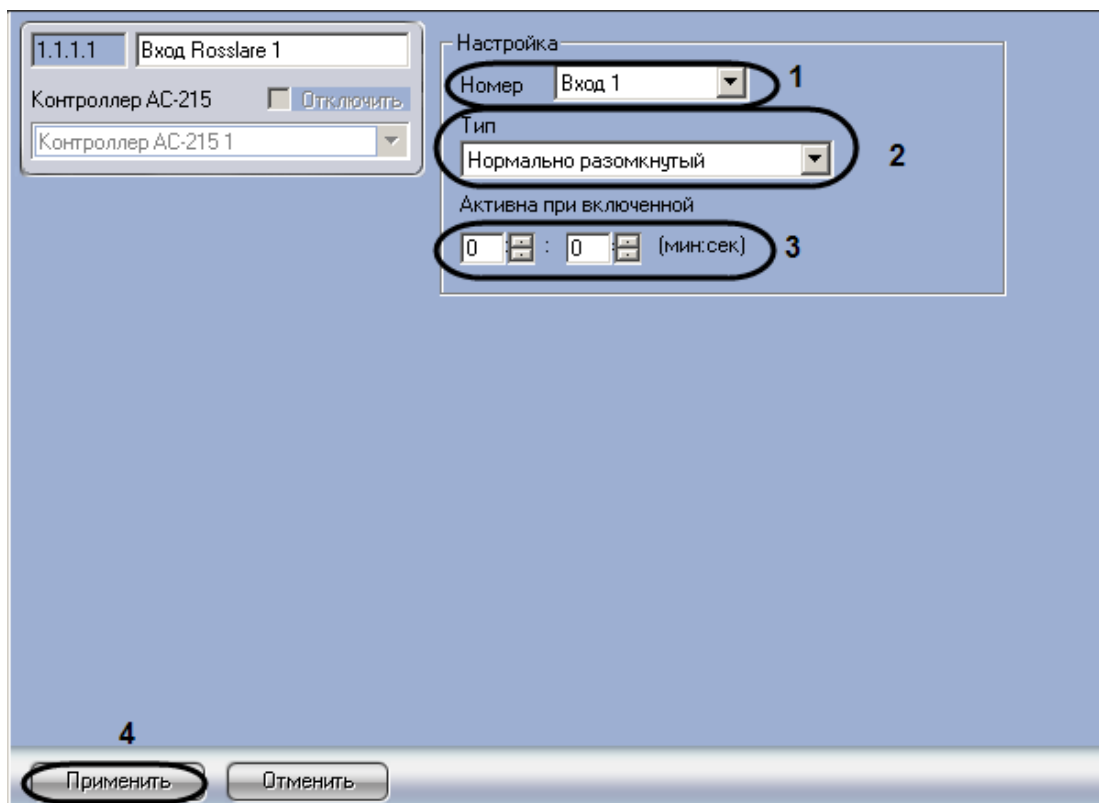 1.1.1.1 Вход Rosslare 1
Контроллер AC-215 Отключить
Контроллер AC-215 1
Настройка
Номер Вход 1 1
Тип
Нормально разомкнутый 2
Активна при включенной
0 : 0 (мин:сек) 3
4
Применить Отменить